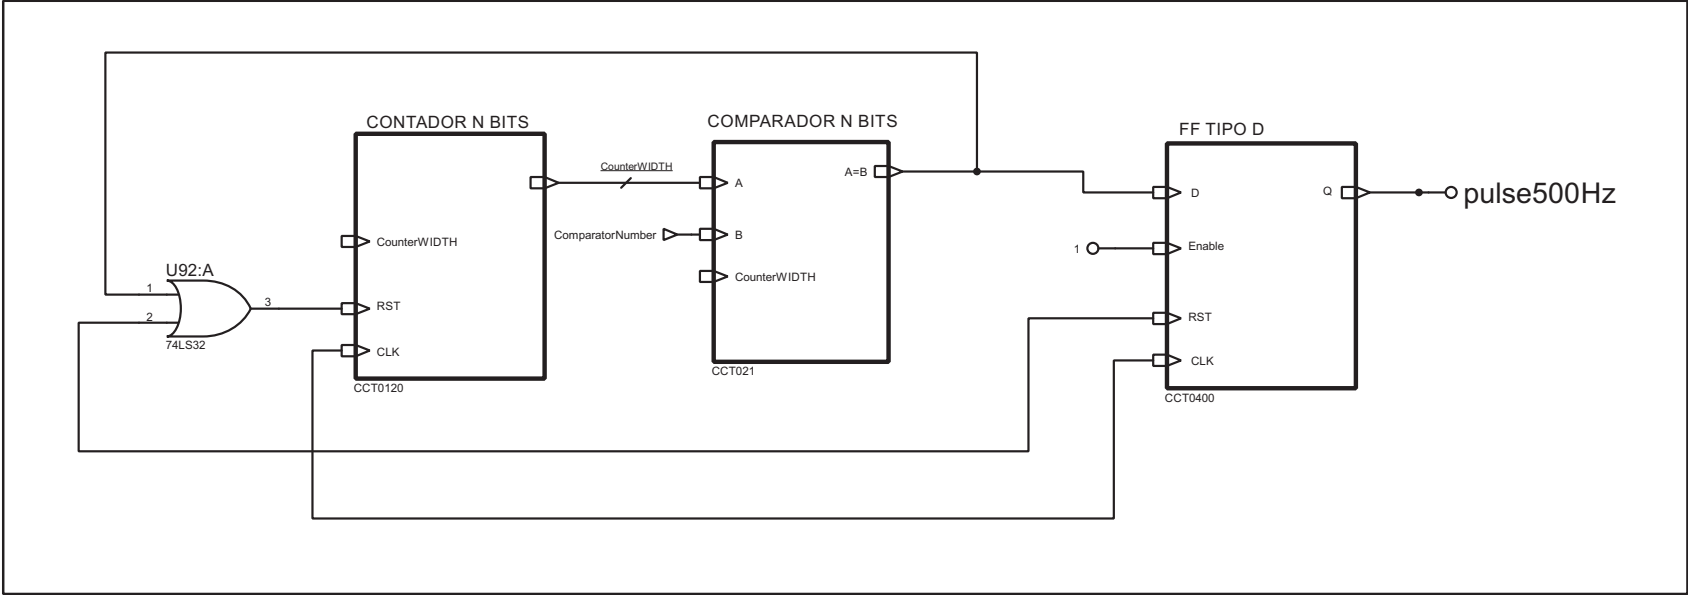 CONTADOR N BITS
CounterWIDTH
RST
CLK
CCT0120
U92:A
1
2
3
74LS32
CounterWIDTH
COMPARADOR N BITS
A
A=B
ComparatorNumber
B
CounterWIDTH
CCT021
FF TIPO D
D
Q
pulse500Hz
1
Enable
RST
CLK
CCT0400